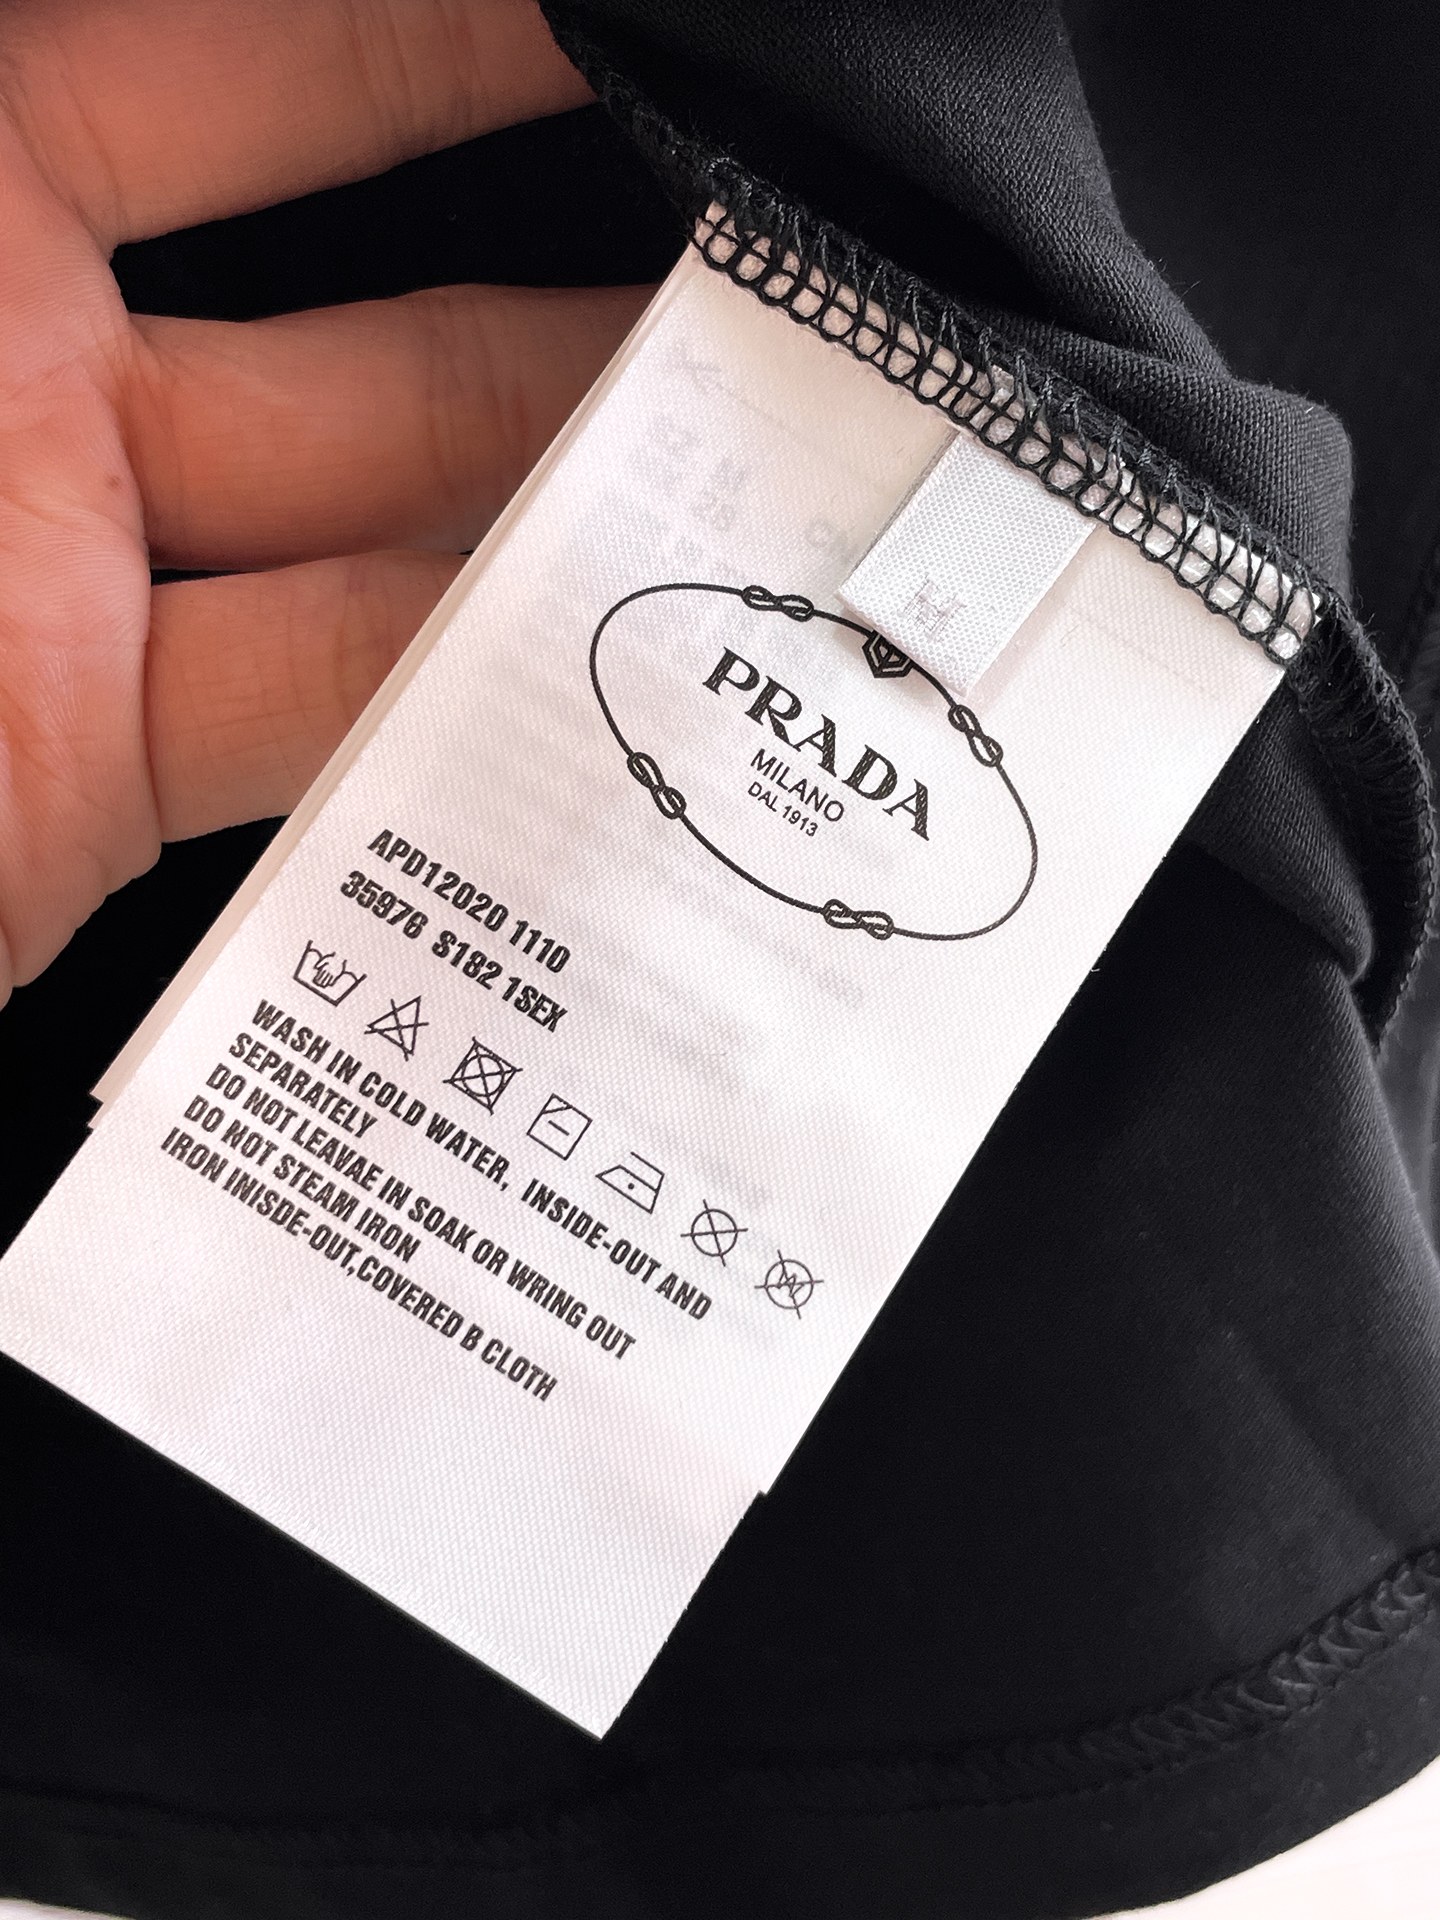 PRADA
MILANO
DAL 1913
APD12020 1110
35976 S182 1SEX
WASH IN COLD WATER, INSIDE-OUT AND
SEPARATELY
DO NOT LEAVAE IN SOAK OR WRING OUT
DO NOT STEAM IRON
IRON INISDE-OUT,COVERED B CLOTH